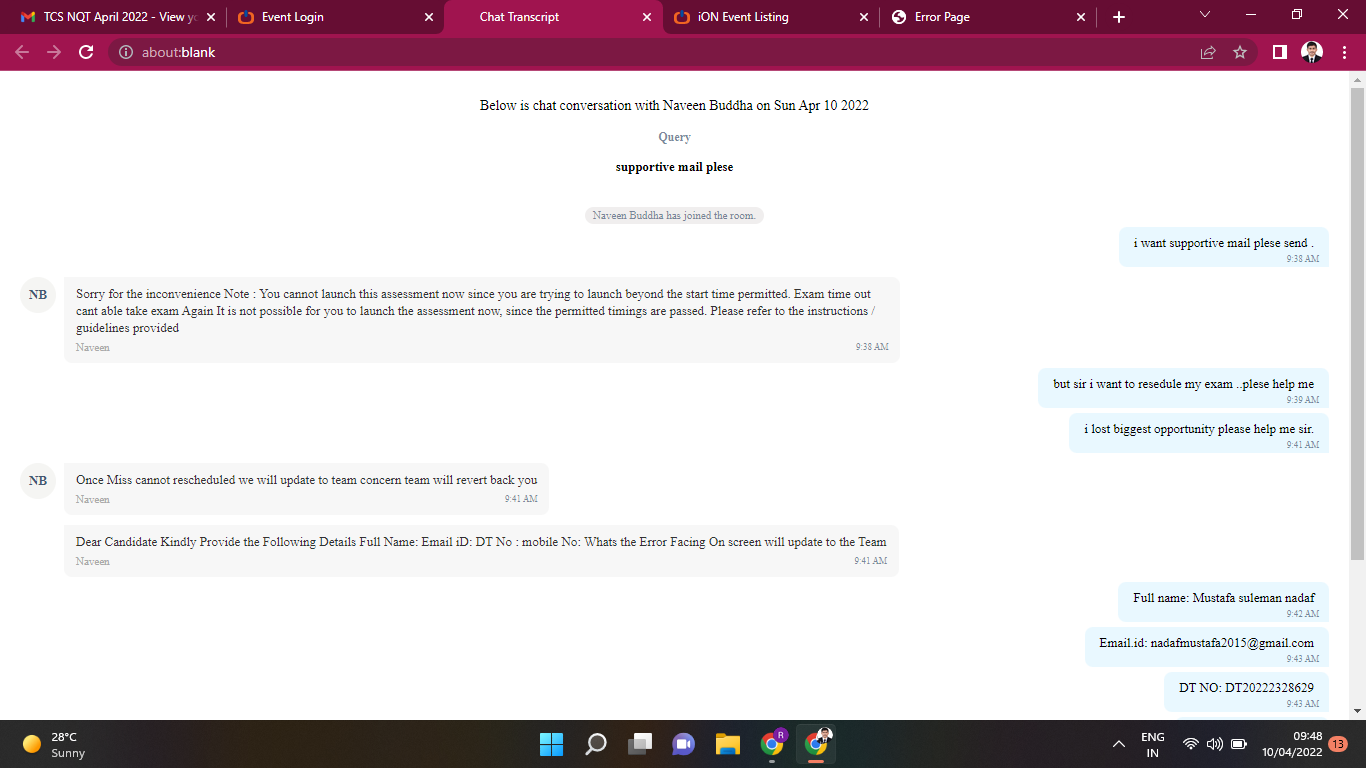 TCS NQT April 2022 - View yo
Event Login
Chat Transcript
iON Event Listing
Error Page
about:blank
Below is chat conversation with Naveen Buddha on Sun Apr 10 2022
Query
supportive mail plese
Naveen Buddha has joined the room.
i want supportive mail plese send .
9:38 AM
NB
Sorry for the inconvenience Note : You cannot launch this assessment now since you are trying to launch beyond the start time permitted. Exam time out
cant able take exam Again It is not possible for you to launch the assessment now, since the permitted timings are passed. Please refer to the instructions /
guidelines provided
Naveen
9:38 AM
but sir i want to resedule my exam ..plese help me
9:39 AM
i lost biggest opportunity please help me sir.
9:41 AM
NB
Once Miss cannot rescheduled we will update to team concern team will revert back you
Naveen
9:41 AM
Dear Candidate Kindly Provide the Following Details Full Name: Email iD: DT No : mobile No: Whats the Error Facing On screen will update to the Team
Naveen
9:41 AM
Full name: Mustafa suleman nadaf
9:42 AM
Email.id: nadafmustafa2015@gmail.com
9:43 AM
DT NO: DT20222328629
9:43 AM
28°C
Sunny
R
ENG
IN
09:48
10/04/2022
13